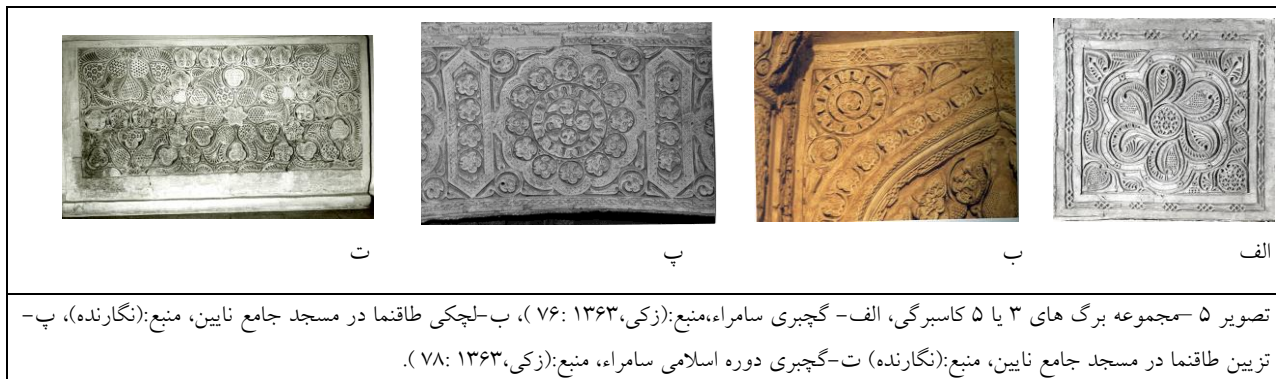 الف ب پ ت
تصویر ۵ –مجموعه برگ های ۳ یا ۵ کاسبرگی، الف- گچبری سامراء،منبع:(زکی،۱۳۶۳ :۷۶ )، ب-لچکی طاقنما در مسجد جامع نایین، منبع:(نگارنده)، پ-
تزیین طاقنما در مسجد جامع نایین، منبع:(نگارنده) ت-گچبری دوره اسلامی سامراء، منبع:(زکی،۱۳۶۳ :۷۸ ).